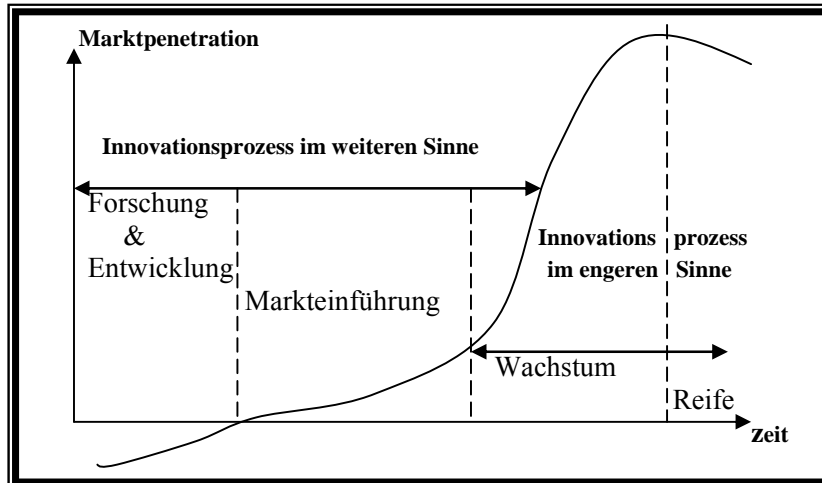 Marktpenetration
Innovationsprozess im weiteren Sinne
Forschung
&
Entwicklung
Markteinführung
Innovations prozess
im engeren Sinne
Wachstum
Reife
zeit